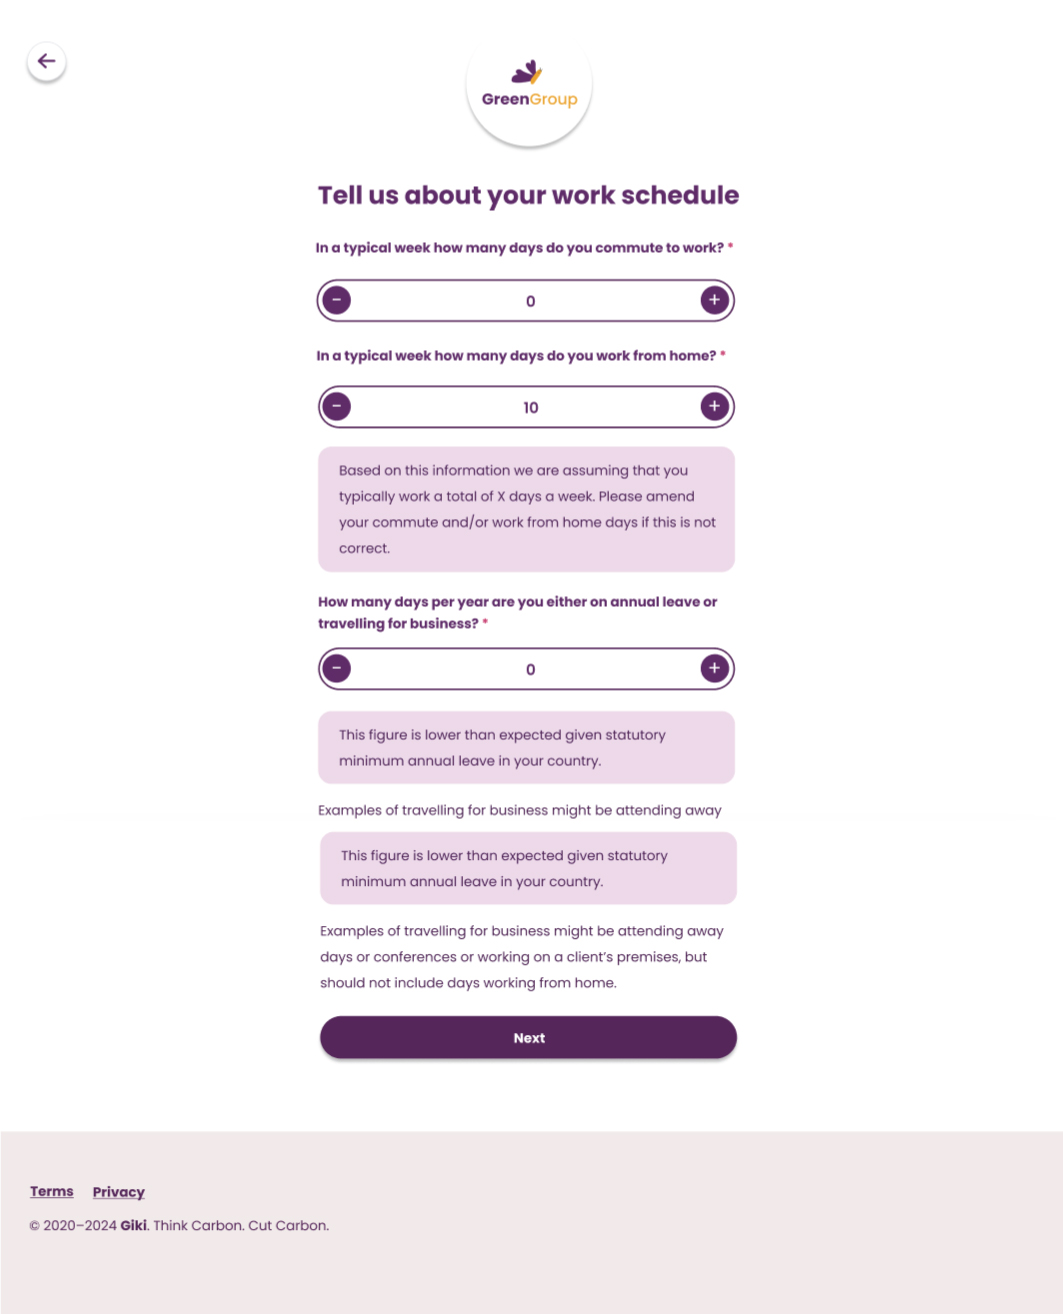 GreenGroup
Tell us about your work schedule
In a typical week how many days do you commute to work? *
- 0 +
In a typical week how many days do you work from home? *
- 10 +
Based on this information we are assuming that you
typically work a total of X days a week. Please amend
your commute and/or work from home days if this is not
correct.
How many days per year are you either on annual leave or
travelling for business? *
- 0 +
This figure is lower than expected given statutory
minimum annual leave in your country.
Examples of travelling for business might be attending away
This figure is lower than expected given statutory
minimum annual leave in your country.
Examples of travelling for business might be attending away
days or conferences or working on a client’s premises, but
should not include days working from home.
Next
Terms Privacy
© 2020–2024 Giki. Think Carbon. Cut Carbon.